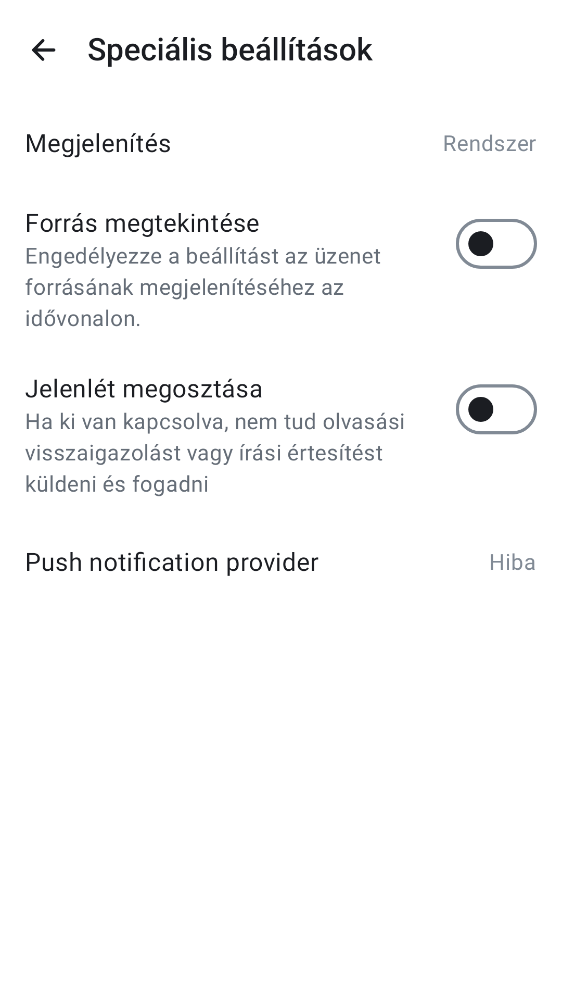 Speciális beállítások
Megjelenítés Rendszer
Forrás megtekintése
Engedélyezze a beállítást az üzenet
forrásának megjelenítéséhez az
idővonalon.
Jelenlét megosztása
Ha ki van kapcsolva, nem tud olvasási
visszaigazolást vagy írási értesítést
küldeni és fogadni
Push notification provider Hiba